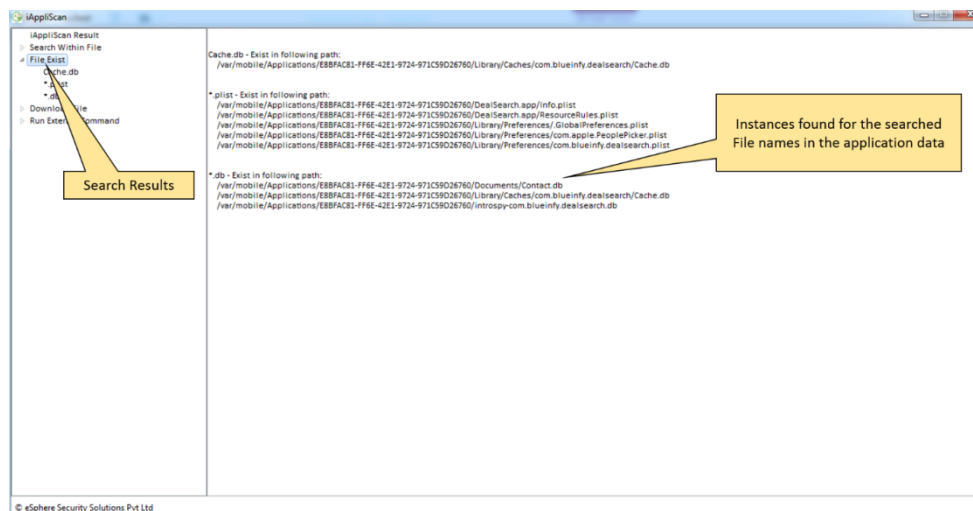 iAppliScan
iAppliScan Result
Search Within File
File Exist
Cache.db
*.plist
*.db
Download File
Run External Command
Search Results
Cache.db - Exist in following path:
/var/mobile/Applications/E8BFAC81-FF6E-42E1-9724-971C59D26760/Library/Caches/com.blueinfy.dealsearch/Cache.db
*.plist - Exist in following path:
/var/mobile/Applications/E8BFAC81-FF6E-42E1-9724-971C59D26760/DealSearch.app/Info.plist
/var/mobile/Applications/E8BFAC81-FF6E-42E1-9724-971C59D26760/DealSearch.app/ResourceRules.plist
/var/mobile/Applications/E8BFAC81-FF6E-42E1-9724-971C59D26760/Library/Preferences/.GlobalPreferences.plist
/var/mobile/Applications/E8BFAC81-FF6E-42E1-9724-971C59D26760/Library/Preferences/com.apple.PeoplePicker.plist
/var/mobile/Applications/E8BFAC81-FF6E-42E1-9724-971C59D26760/Library/Preferences/com.blueinfy.dealsearch.plist
*.db - Exist in following path:
/var/mobile/Applications/E8BFAC81-FF6E-42E1-9724-971C59D26760/Documents/Contact.db
/var/mobile/Applications/E8BFAC81-FF6E-42E1-9724-971C59D26760/Library/Caches/com.blueinfy.dealsearch/Cache.db
/var/mobile/Applications/E8BFAC81-FF6E-42E1-9724-971C59D26760/introspy-com.blueinfy.dealsearch.db
Instances found for the searched
File names in the application data
© eSphere Security Solutions Pvt Ltd